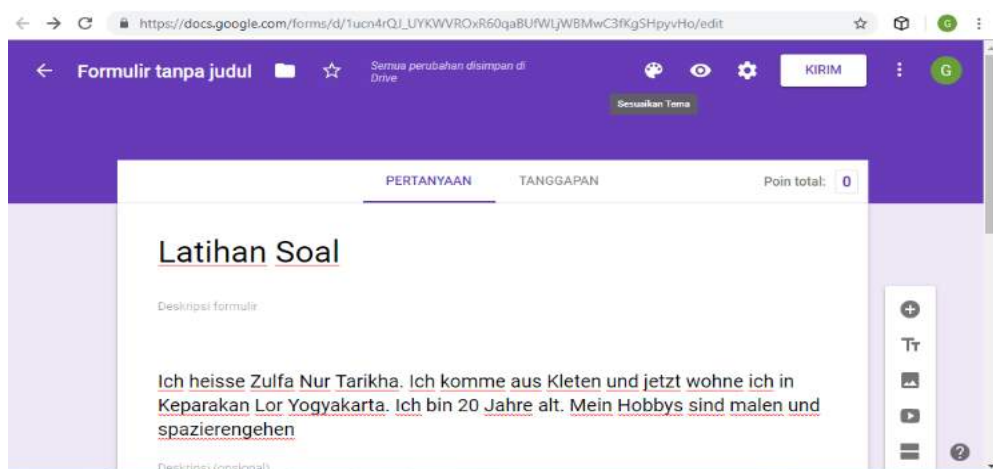 https://docs.google.com/forms/d/1ucn4rQJ_UYKWVROxR60qaBUfWLjWBMwC3fKgSHpyvHo/edit
G
Formulir tanpa judul
Semua perubahan disimpan di
Drive
KIRIM
G
Sesuaikan Tema
PERTANYAAN TANGGAPAN Poin total: 0
Latihan Soal
Deskripsi formulir
Tт
Ich heisse Zulfa Nur Tarikha. Ich komme aus Kleten und jetzt wohne ich in
Keparakan Lor Yogyakarta. Ich bin 20 Jahre alt. Mein Hobbys sind malen und
spazierengehen
Deskripsi (opsional)